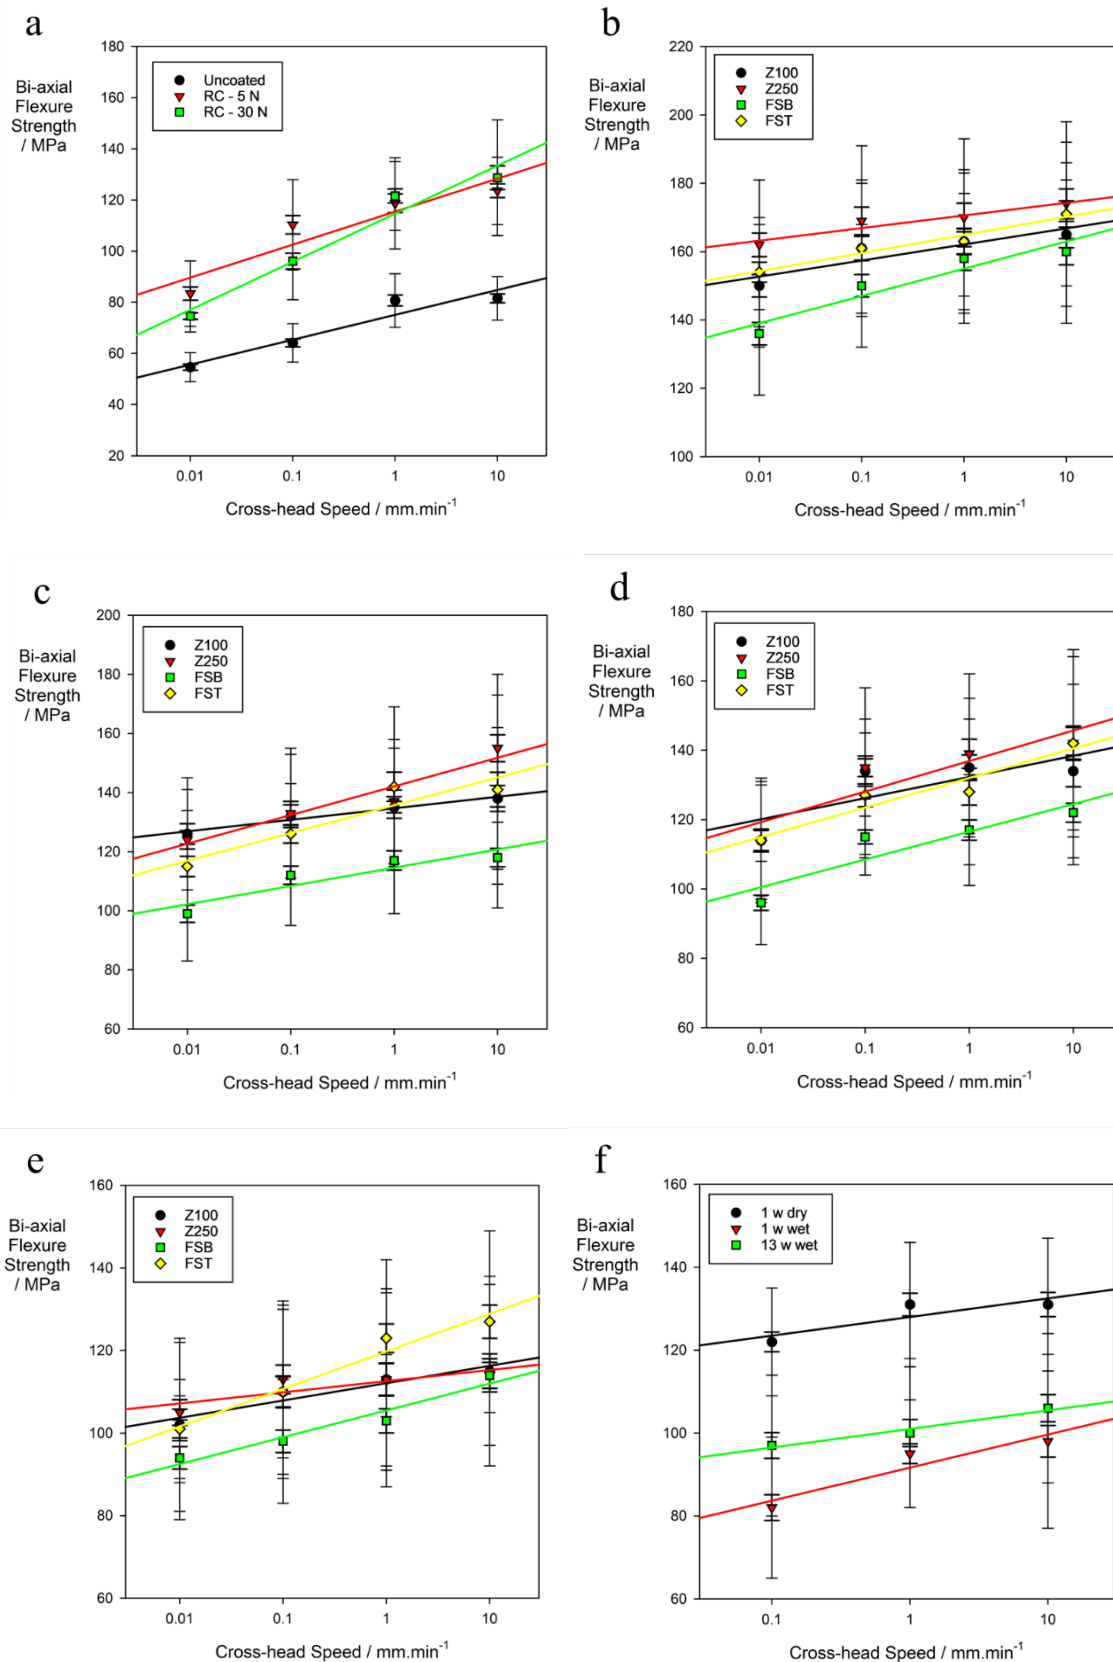 a
Bi-axial
Flexure
Strength
/ MPa
180
160
140
120
100
80
60
40
20
Uncoated
RC - 5 N
RC - 30 N
0.01 0.1 1 10
Cross-head Speed / mm.min⁻¹
b
Bi-axial
Flexure
Strength
/ MPa
220
200
180
160
140
120
100
Z100
Z250
FSB
FST
0.01 0.1 1 10
Cross-head Speed / mm.min⁻¹
c
Bi-axial
Flexure
Strength
/ MPa
200
180
160
140
120
100
80
60
Z100
Z250
FSB
FST
0.01 0.1 1 10
Cross-head Speed / mm.min⁻¹
d
Bi-axial
Flexure
Strength
/ MPa
180
160
140
120
100
80
60
Z100
Z250
FSB
FST
0.01 0.1 1 10
Cross-head Speed / mm.min⁻¹
e
Bi-axial
Flexure
Strength
/ MPa
160
140
120
100
80
60
Z100
Z250
FSB
FST
0.01 0.1 1 10
Cross-head Speed / mm.min⁻¹
f
Bi-axial
Flexure
Strength
/ MPa
160
140
120
100
80
60
1 w dry
1 w wet
13 w wet
0.1 1 10
Cross-head Speed / mm.min⁻¹